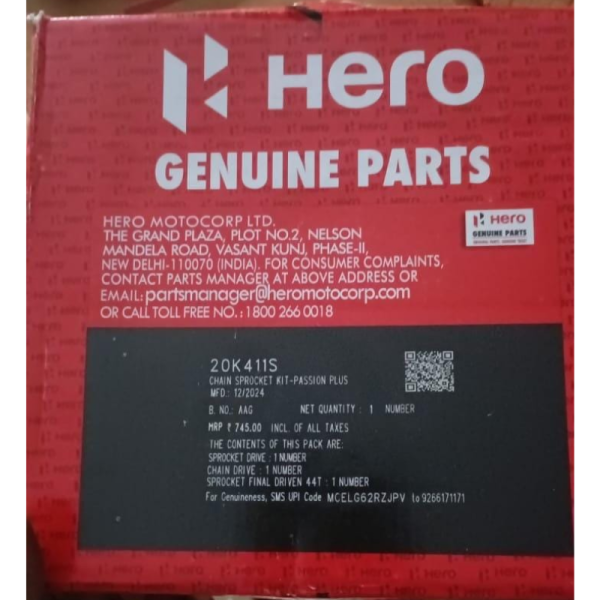 Hero
GENUINE PARTS
HERO MOTOCORP LTD.
THE GRAND PLAZA, PLOT NO.2, NELSON
MANDELA ROAD, VASANT KUNJ, PHASE-II,
NEW DELHI-110070 (INDIA). FOR CONSUMER COMPLAINTS,
CONTACT PARTS MANAGER AT ABOVE ADDRESS OR
EMAIL: partsmanager@heromotocorp.com
OR CALL TOLL FREE NO. : 1800 266 0018
Hero
GENUINE PARTS
20K411S
CHAIN SPROCKET KIT-PASSION PLUS
MFD.: 12/2024
B. NO.: AAG NET QUANTITY : 1 NUMBER
MRP ₹ 745.00 INCL. OF ALL TAXES
THE CONTENTS OF THIS PACK ARE:
SPROCKET DRIVE : 1 NUMBER
CHAIN DRIVE : 1 NUMBER
SPROCKET FINAL DRIVEN 44T : 1 NUMBER
For Genuineness, SMS UPI Code MCELG62RZJPV to 9266171171